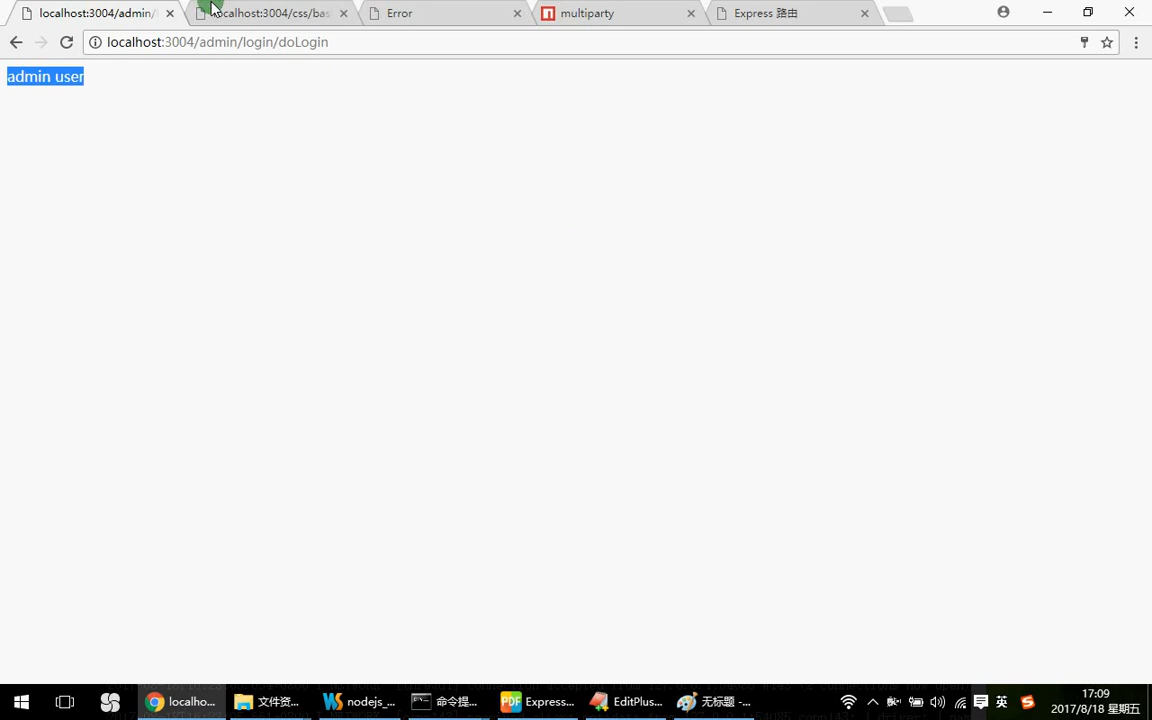 localhost:3004/admin/
localhost:3004/css/bas
Error
multiparty
Express 路由
localhost:3004/admin/login/doLogin
admin user
localho...
文件资...
nodejs_...
命令提...
Express...
EditPlus...
无标题 -...
英
17:09
2017/8/18 星期五